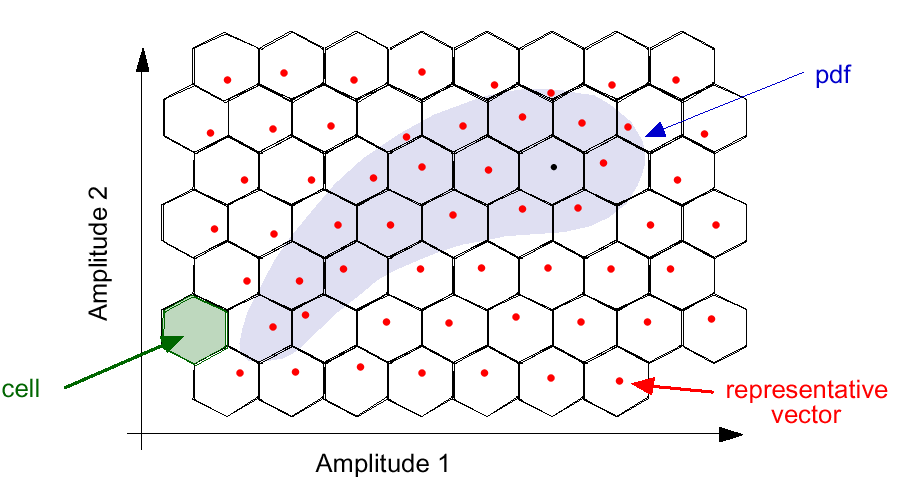 pdf
Amplitude 2
cell
representative
vector
Amplitude 1